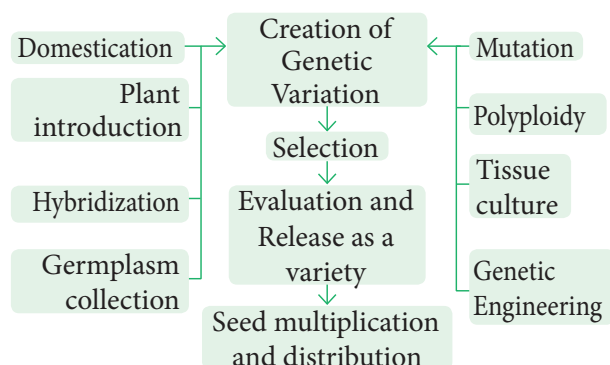 Domestication
Plant
introduction
Hybridization
Germplasm
collection
Creation of
Genetic
Variation
Selection
Evaluation and
Release as a
variety
Seed multiplication
and distribution
Mutation
Polyploidy
Tissue
culture
Genetic
Engineering